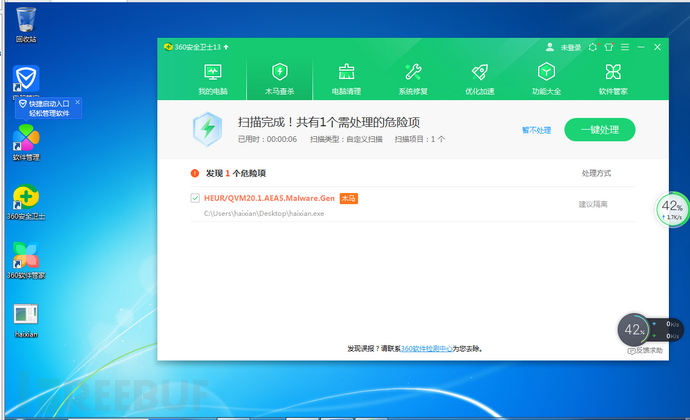 回收站
快捷启动入口
轻松管理软件
软件管理
360安全卫士
360软件管家
haixian
360安全卫士13
未登录
我的电脑
木马查杀
电脑清理
系统修复
优化加速
功能大全
软件管家
扫描完成！共有1个需处理的危险项
已用时：00:00:06 扫描类型：自定义扫描 扫描项目：1 个
暂不处理
一键处理
发现 1 个危险项
处理方式
HEUR/QVM20.1.AEA5.Malware.Gen 木马
C:\Users\haixian\Desktop\haixian.exe
建议隔离
42%
1.7K/s
42%
0K/s
0K/s
反馈求助
发现误报？请联系360软件检测中心为您去除。
REEBUF